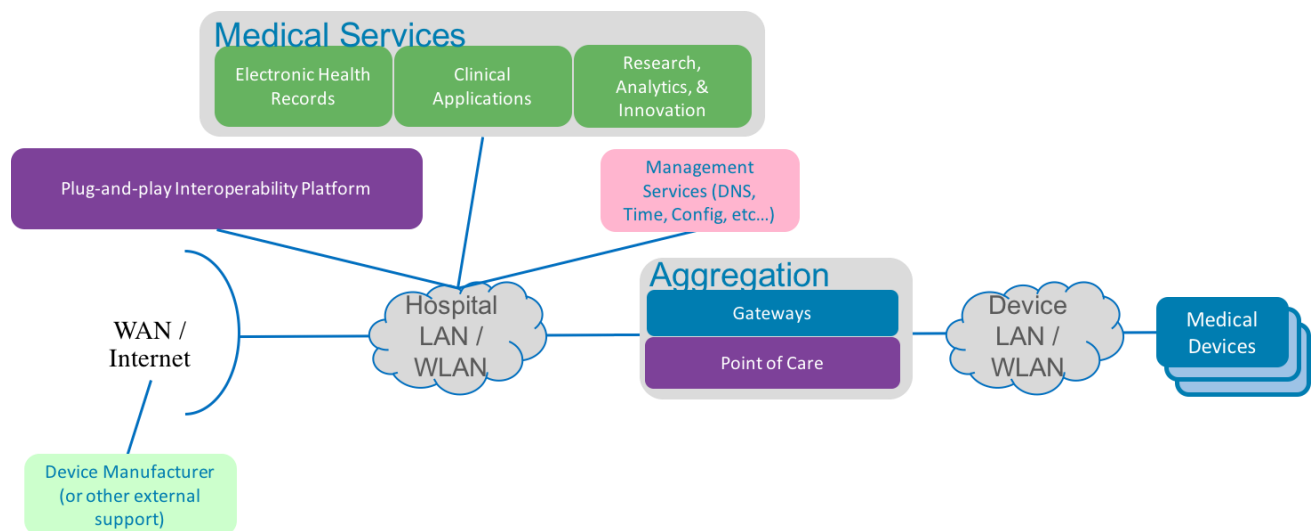 Medical Services
Electronic Health
Records
Clinical
Applications
Research,
Analytics, &
Innovation
Plug-and-play Interoperability Platform
Management
Services (DNS,
Time, Config, etc...)
WAN /
Internet
Hospital
LAN /
WLAN
Aggregation
Gateways
Point of Care
Device
LAN /
WLAN
Medical
Devices
Device Manufacturer
(or other external
support)